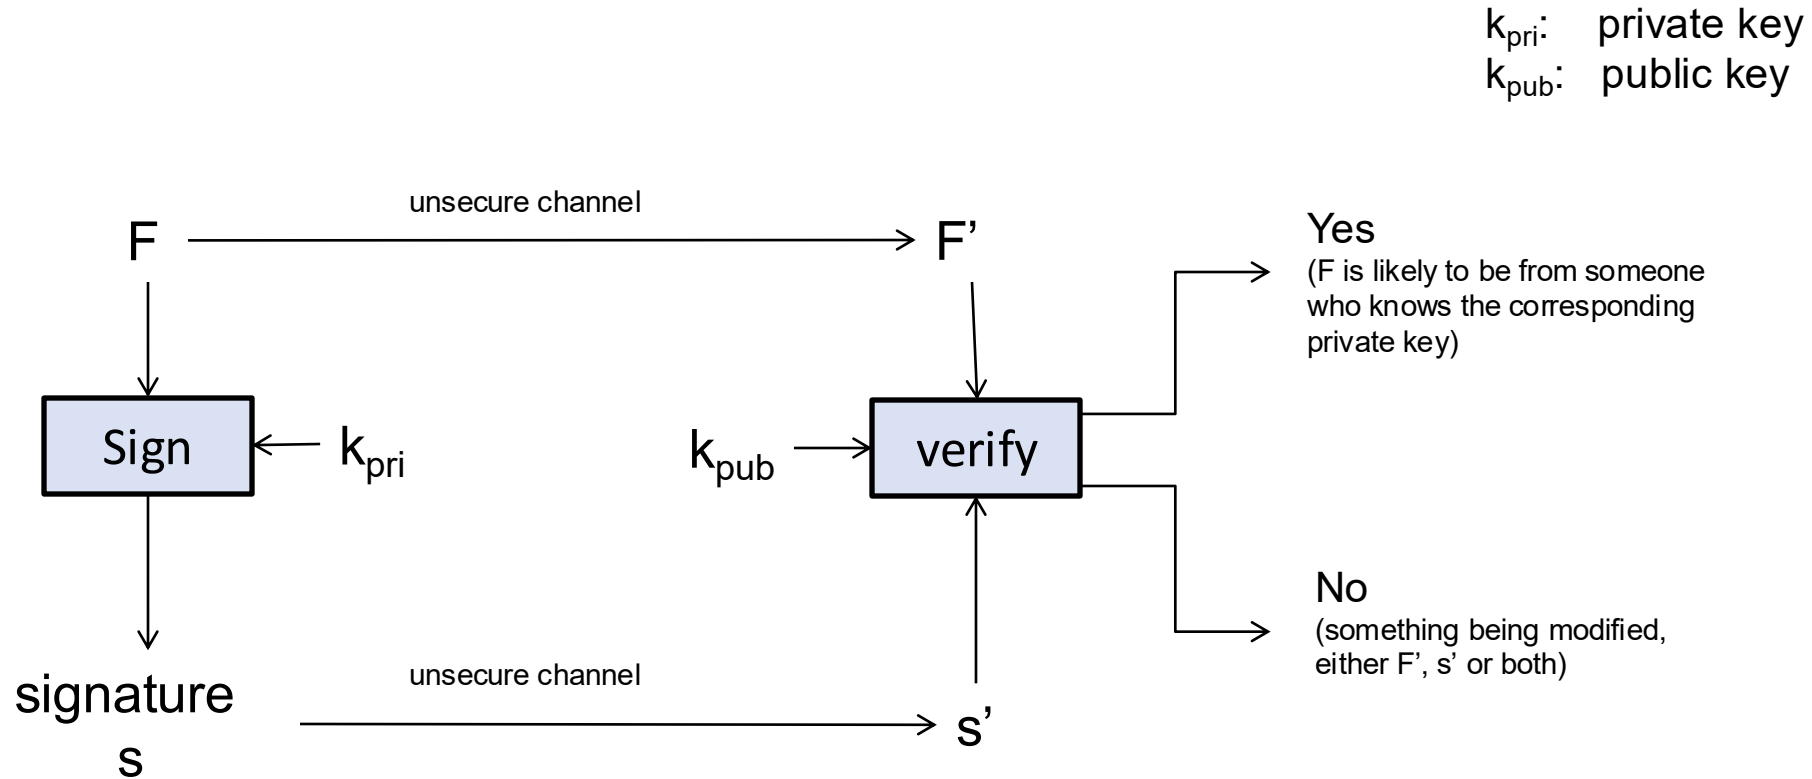 kpri: private key
kpub: public key
unsecure channel
F
F’
Yes
(F is likely to be from someone
who knows the corresponding
private key)
Sign
kpri
kpub
verify
No
(something being modified,
either F’, s’ or both)
signature
s
unsecure channel
s’